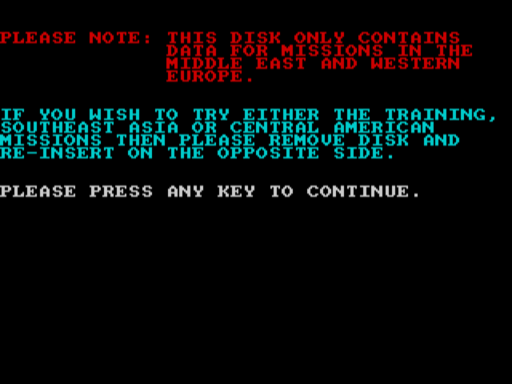 PLEASE NOTE: THIS DISK ONLY CONTAINS
DATA FOR MISSIONS IN THE
MIDDLE EAST AND WESTERN
EUROPE.
IF YOU WISH TO TRY EITHER THE TRAINING,
SOUTHEAST ASIA OR CENTRAL AMERICAN
MISSIONS THEN PLEASE REMOVE DISK AND
RE-INSERT ON THE OPPOSITE SIDE.
PLEASE PRESS ANY KEY TO CONTINUE.